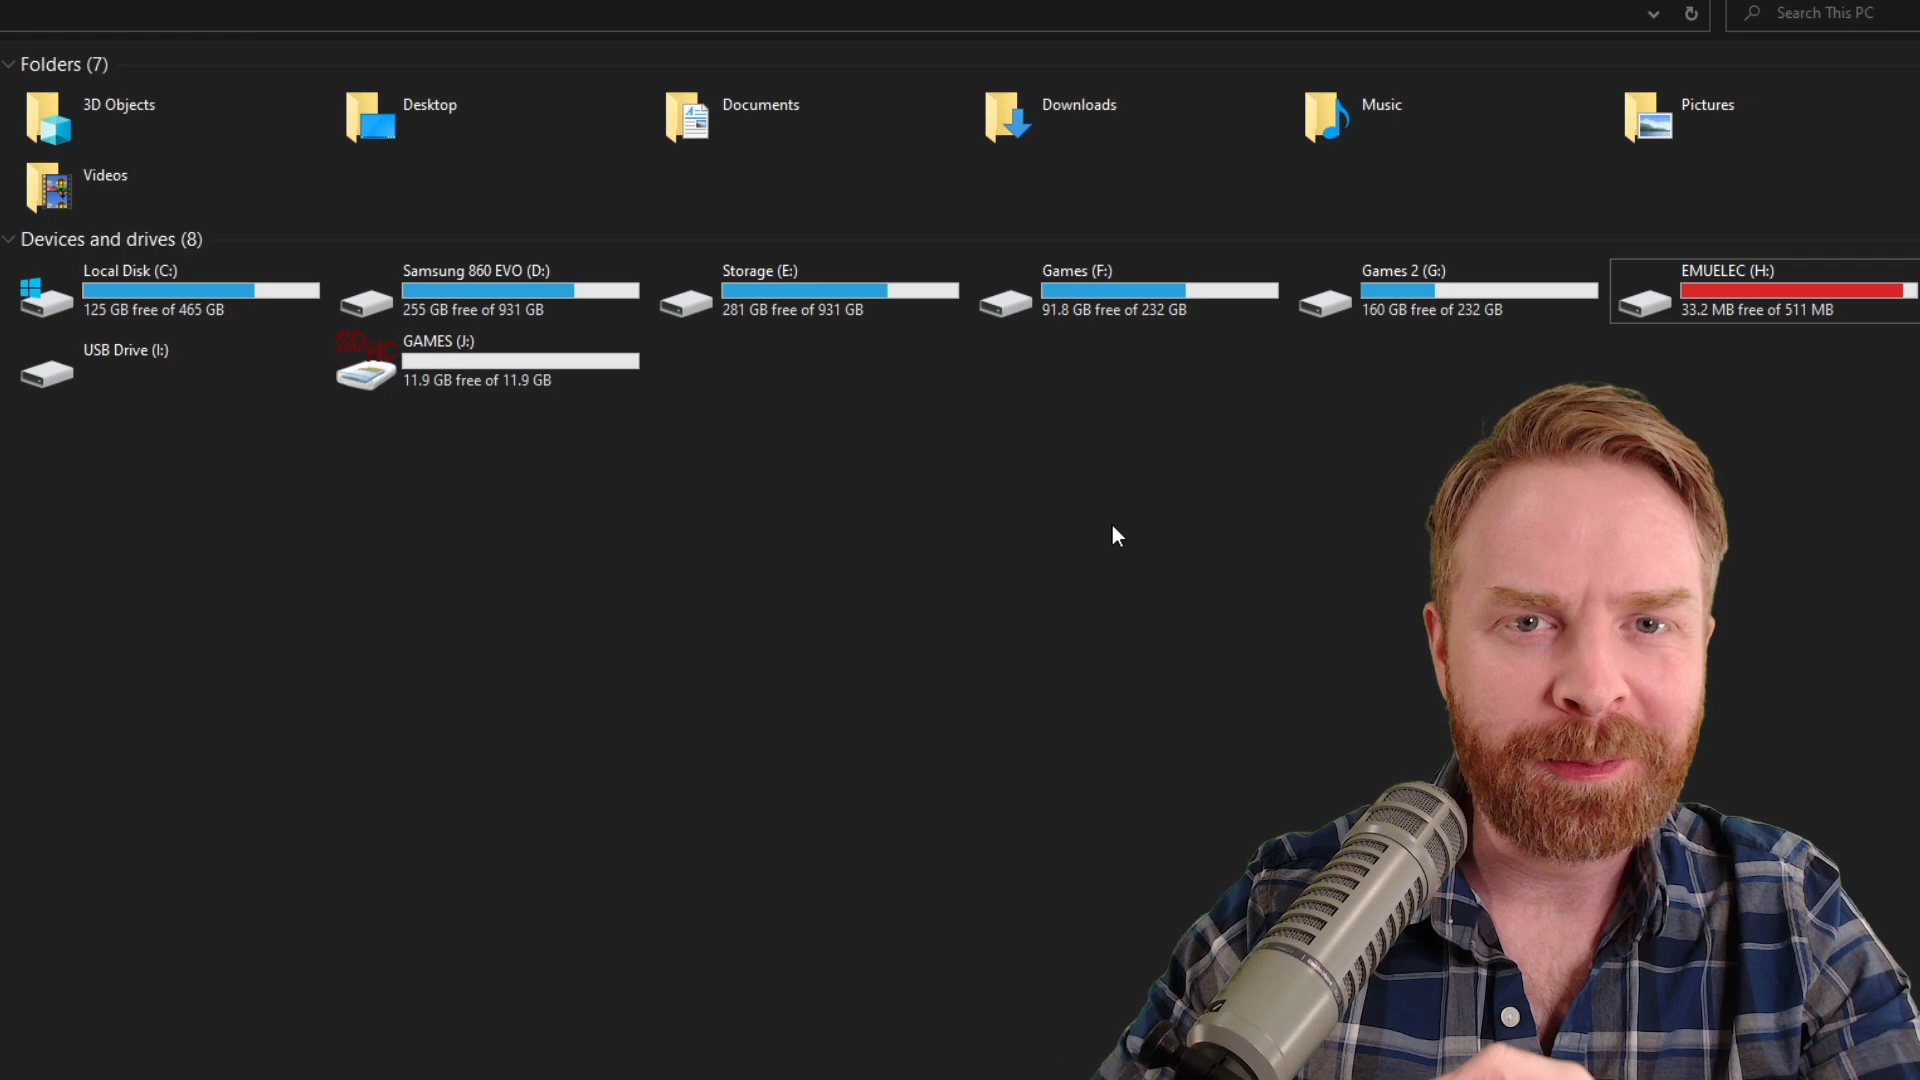 Search This PC
Folders (7)
3D Objects
Desktop
Documents
Downloads
Music
Pictures
Videos
Devices and drives (8)
Local Disk (C:)
125 GB free of 465 GB
Samsung 860 EVO (D:)
255 GB free of 931 GB
Storage (E:)
281 GB free of 931 GB
Games (F:)
91.8 GB free of 232 GB
Games 2 (G:)
160 GB free of 232 GB
EMUELEC (H:)
33.2 MB free of 511 MB
USB Drive (I:)
SDHC
GAMES (J:)
11.9 GB free of 11.9 GB